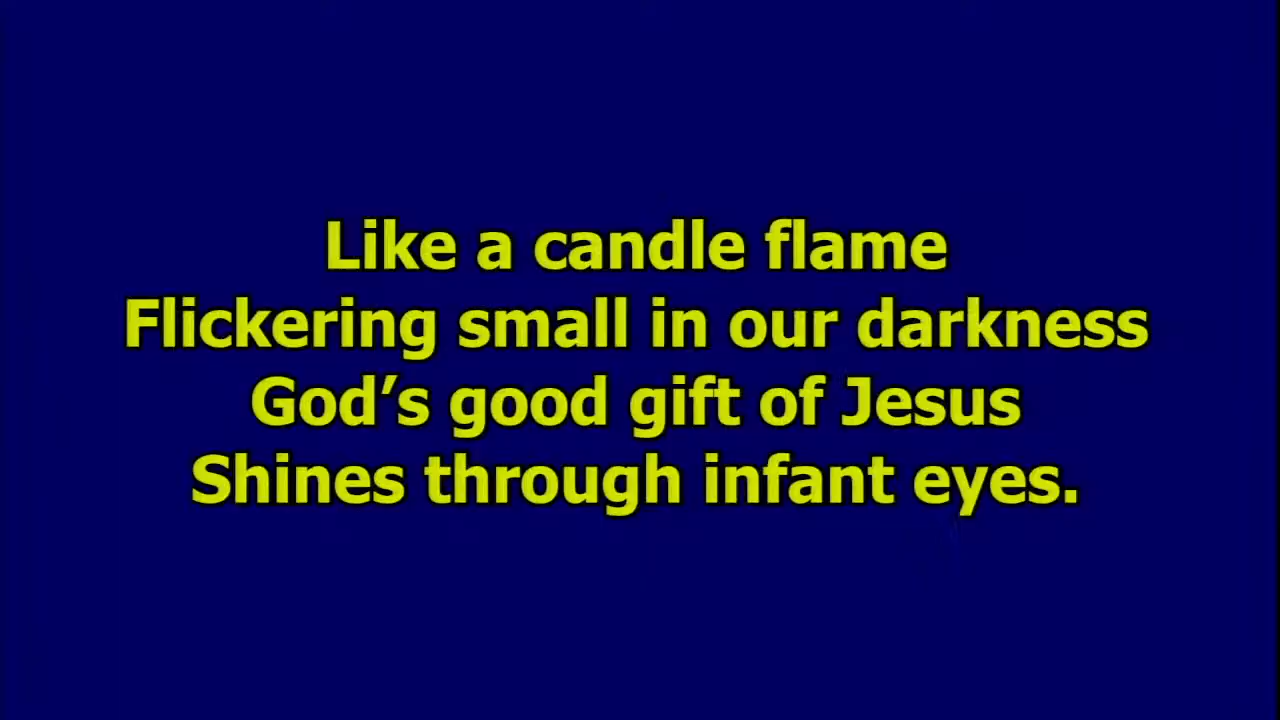 Like a candle flame
Flickering small in our darkness
God’s good gift of Jesus
Shines through infant eyes.